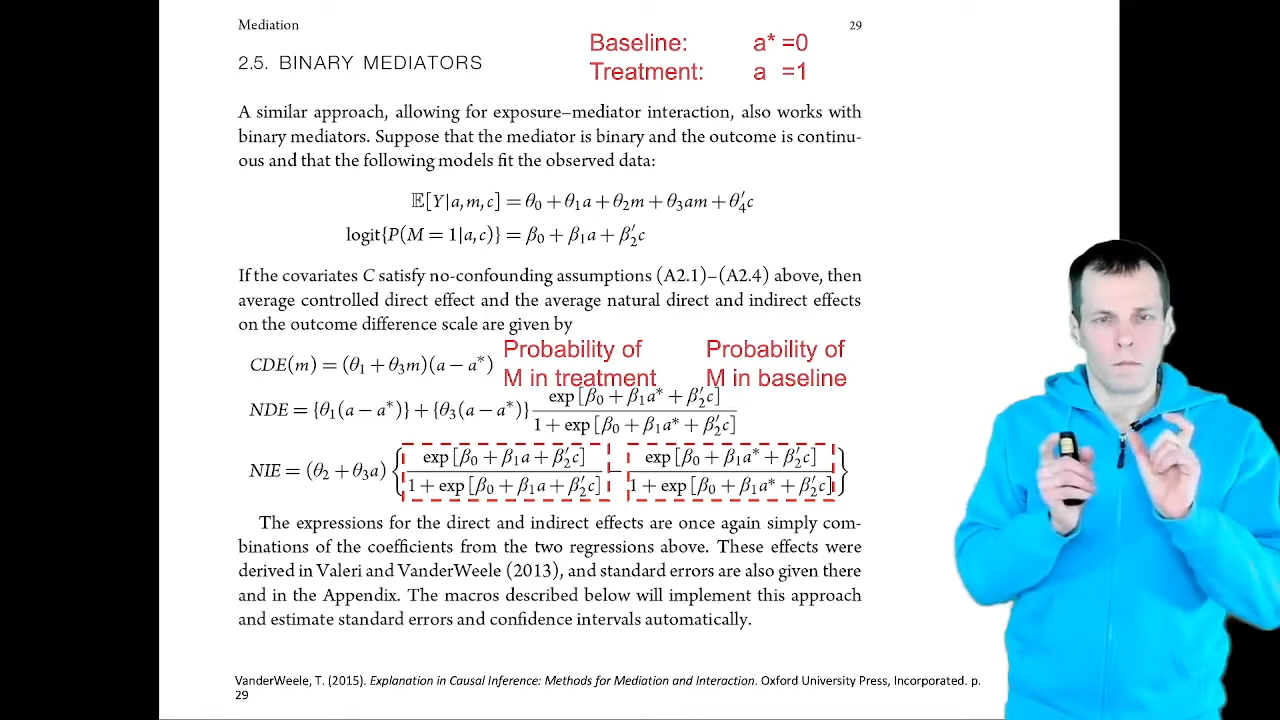 Mediation 29
Baseline: a* =0
Treatment: a =1
2.5. BINARY MEDIATORS
A similar approach, allowing for exposure–mediator interaction, also works with
binary mediators. Suppose that the mediator is binary and the outcome is continu-
ous and that the following models fit the observed data:
𝔼[Y|a,m,c] = θ₀ + θ₁a + θ₂m + θ₃am + θ₄′c
logit{P(M = 1|a,c)} = β₀ + β₁a + β₂′c
If the covariates C satisfy no-confounding assumptions (A2.1)–(A2.4) above, then
average controlled direct effect and the average natural direct and indirect effects
on the outcome difference scale are given by
Probability of
M in treatment
Probability of
M in baseline
CDE(m) = (θ₁ + θ₃m)(a − a*)
NDE = {θ₁(a − a*)} + {θ₃(a − a*)} exp[β₀ + β₁a* + β₂′c]
1 + exp[β₀ + β₁a* + β₂′c]
NIE = (θ₂ + θ₃a) { exp[β₀ + β₁a + β₂′c] − exp[β₀ + β₁a* + β₂′c] }
1 + exp[β₀ + β₁a + β₂′c] 1 + exp[β₀ + β₁a* + β₂′c]
The expressions for the direct and indirect effects are once again simply com-
binations of the coefficients from the two regressions above. These effects were
derived in Valeri and VanderWeele (2013), and standard errors are also given there
and in the Appendix. The macros described below will implement this approach
and estimate standard errors and confidence intervals automatically.
VanderWeele, T. (2015). Explanation in Causal Inference: Methods for Mediation and Interaction. Oxford University Press, Incorporated. p.
29